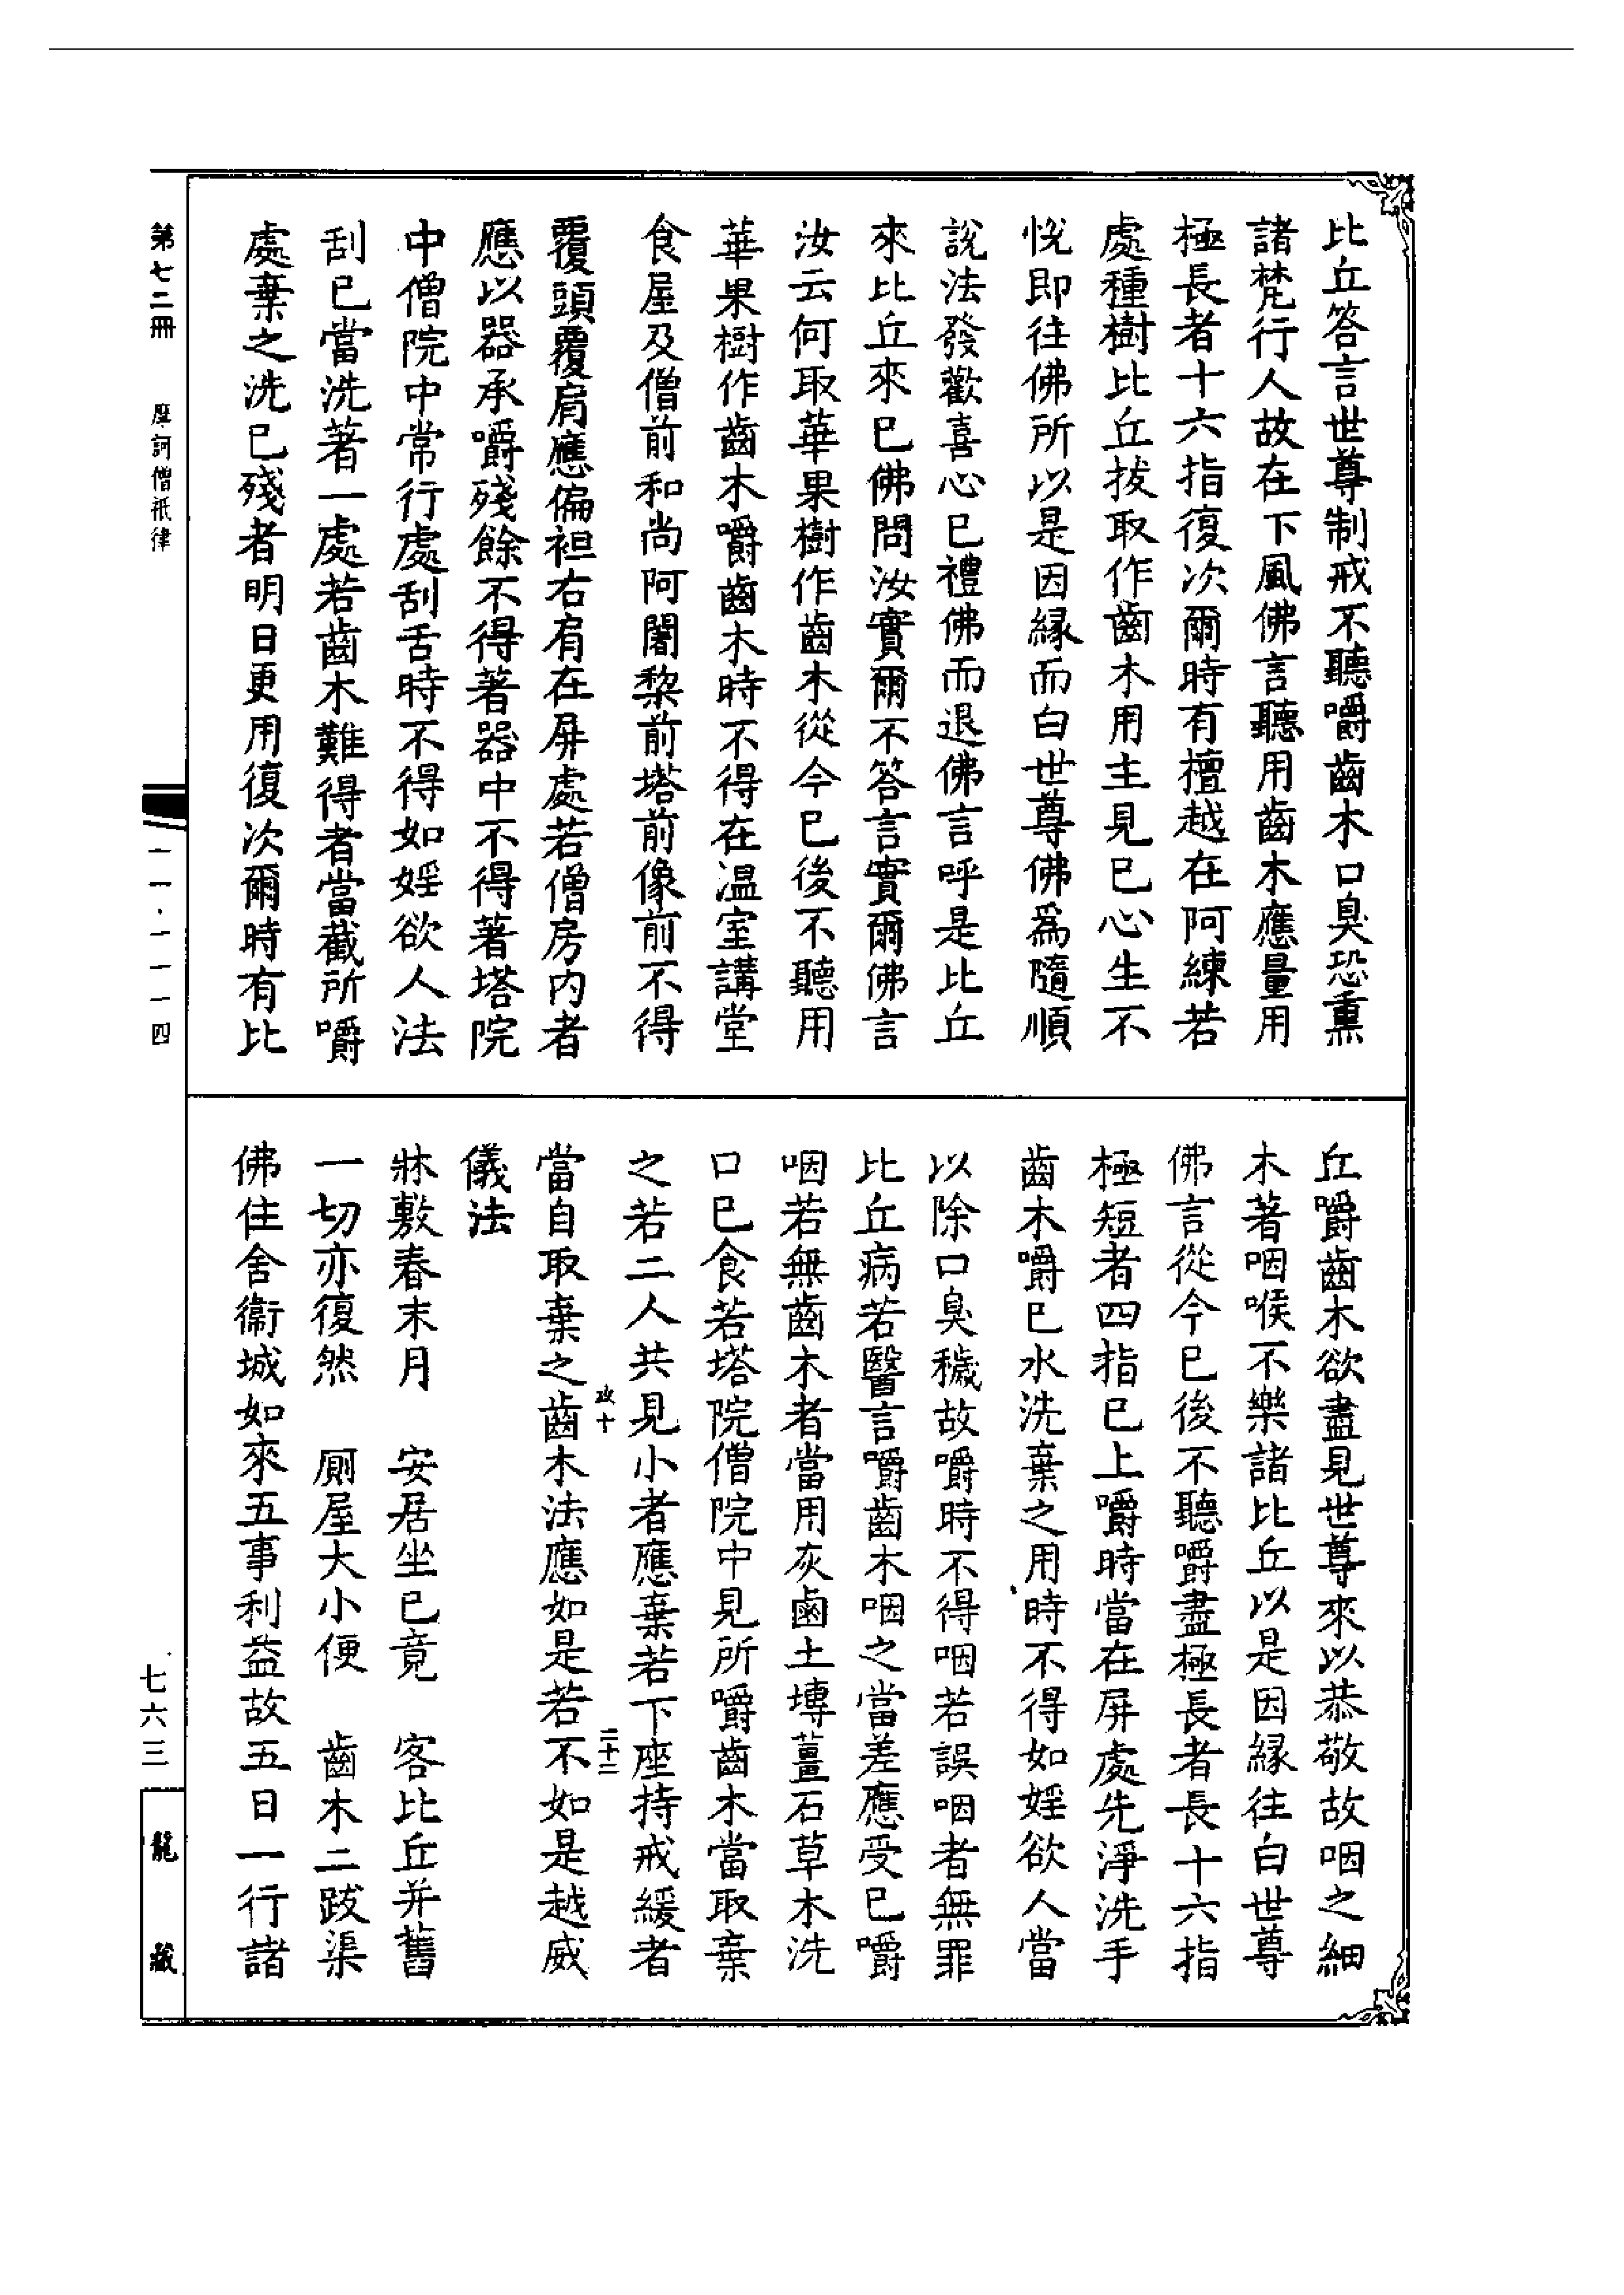 比丘答言世尊制戒不聽嚼齒木口臭恐熏
諸梵行人故在下風佛言聽用齒木應量用
極長者十六指復次爾時有檀越在阿練若
處種樹比丘拔取作齒木用主見已心生不
悅即往佛所以是因緣而白世尊佛爲隨順
說法發歡喜心已禮佛而退佛言呼是比丘
來比丘來已佛問汝實爾不答言實爾佛言
汝云何取華果樹作齒木從今已後不聽用
華果樹作齒木嚼齒木時不得在温室講堂
食屋及僧前和尚阿闍黎前塔前像前不得
覆頭覆肩應偏袒右肩在屏處若僧房內者
應以器承嚼殘餘不得著器中不得著塔院
中僧院中常行處刮舌時不得如婬欲人法
刮已當洗著一處若齒木難得者當截所嚼
處棄之洗已殘者明日更用復次爾時有比
丘嚼齒木欲盡見世尊來以恭敬故咽之細
木著咽喉不樂諸比丘以是因緣往白世尊
佛言從今已後不聽嚼盡極長者長十六指
極短者四指已上嚼時當在屏處先淨洗手
齒木嚼已水洗棄之用時不得如婬欲人當
以除口臭穢故嚼時不得咽若誤咽者無罪
比丘病若醫言嚼齒木咽之當差應受已嚼
咽若無齒木者當用灰鹵土塼薑石草木洗
口已食若塔院僧院中見所嚼齒木當取棄
之若二人共見小者應棄若下座持戒緩者
政十 二十三
當自取棄之齒木法應如是若不如是越威
儀法
牀敷春末月 安居坐已竟 客比丘并舊
一切亦復然 厠屋大小便 齒木二跋渠
佛住舍衞城如來五事利益故五日一行諸
第七二冊 摩訶僧祇律
一一·一一一四
七六三
龍藏